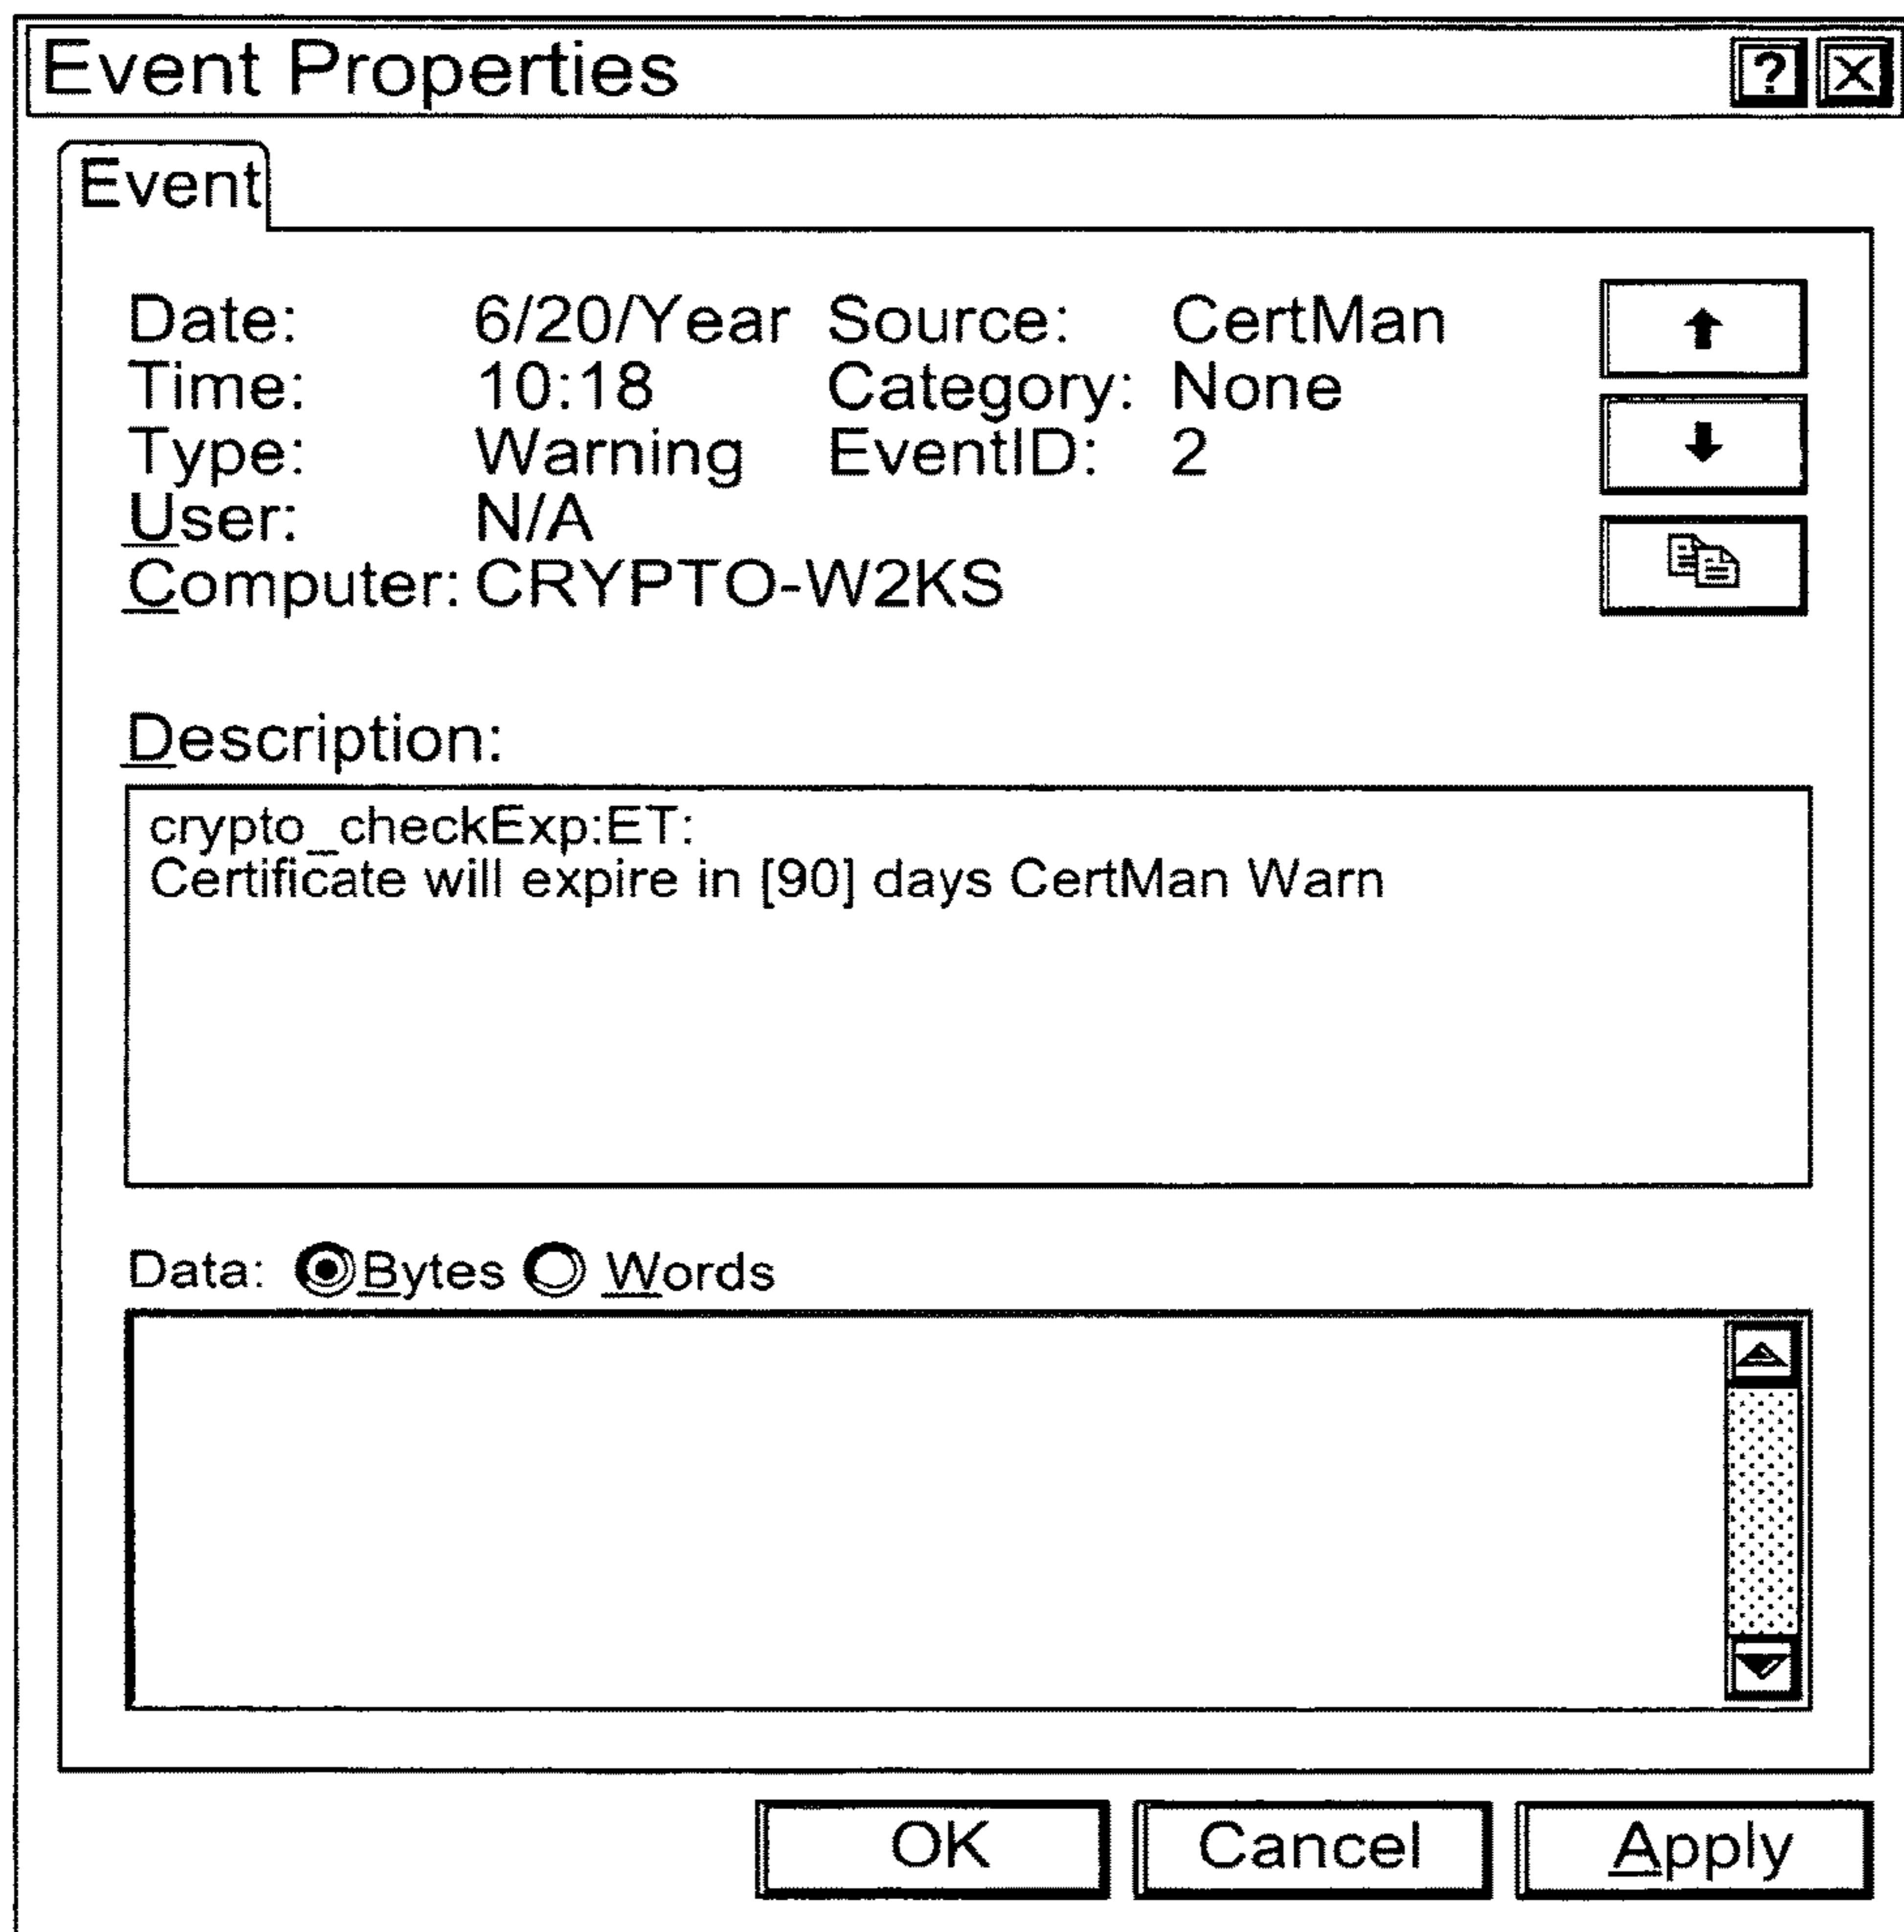 Event Properties ? X
Event
Date: 6/20/Year Source: CertMan
Time: 10:18 Category: None
Type: Warning EventID: 2
User: N/A
Computer: CRYPTO-W2KS
Description:
crypto_checkExp:ET:
Certificate will expire in [90] days CertMan Warn
Data: Bytes Words
OK Cancel Apply